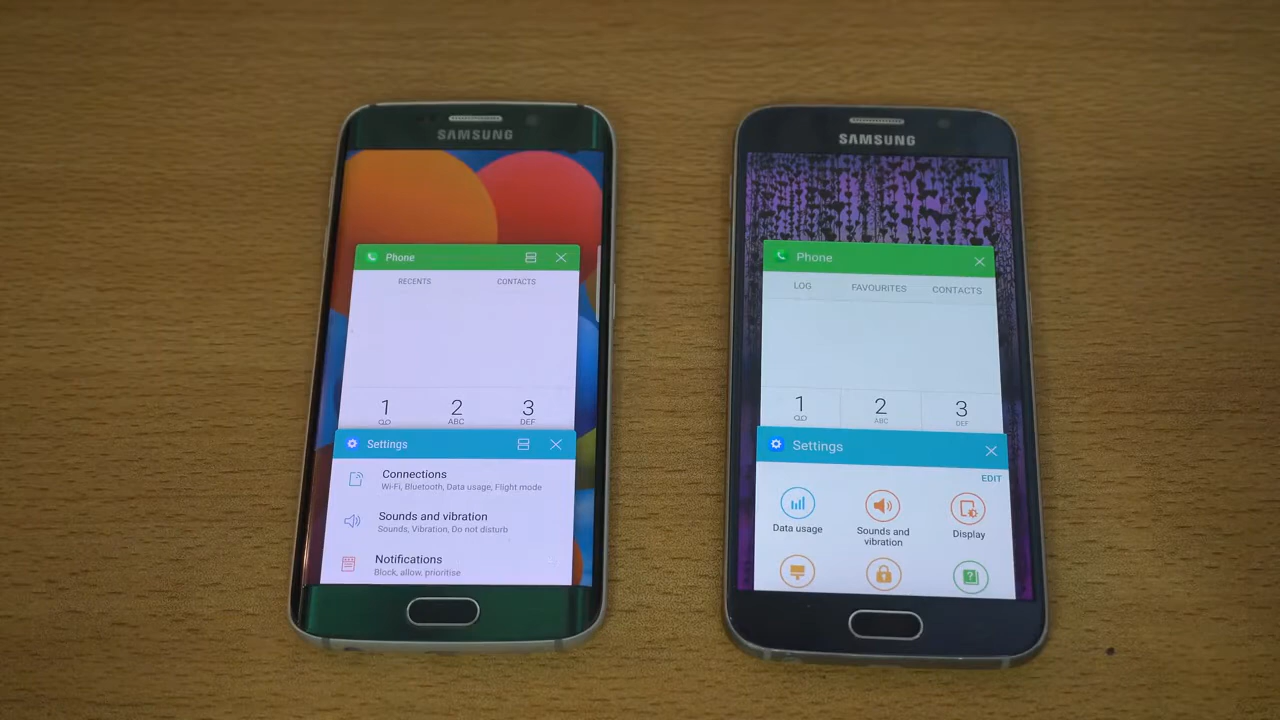 SAMSUNG
Phone
RECENTS CONTACTS
1 2 3
ABC DEF
Settings
Connections
Wi-Fi, Bluetooth, Data usage, Flight mode
Sounds and vibration
Sounds, Vibration, Do not disturb
Notifications
Block, allow, prioritise
SAMSUNG
Phone
LOG FAVOURITES CONTACTS
1 2 3
ABC DEF
Settings
EDIT
Data usage
Sounds and
vibration
Display